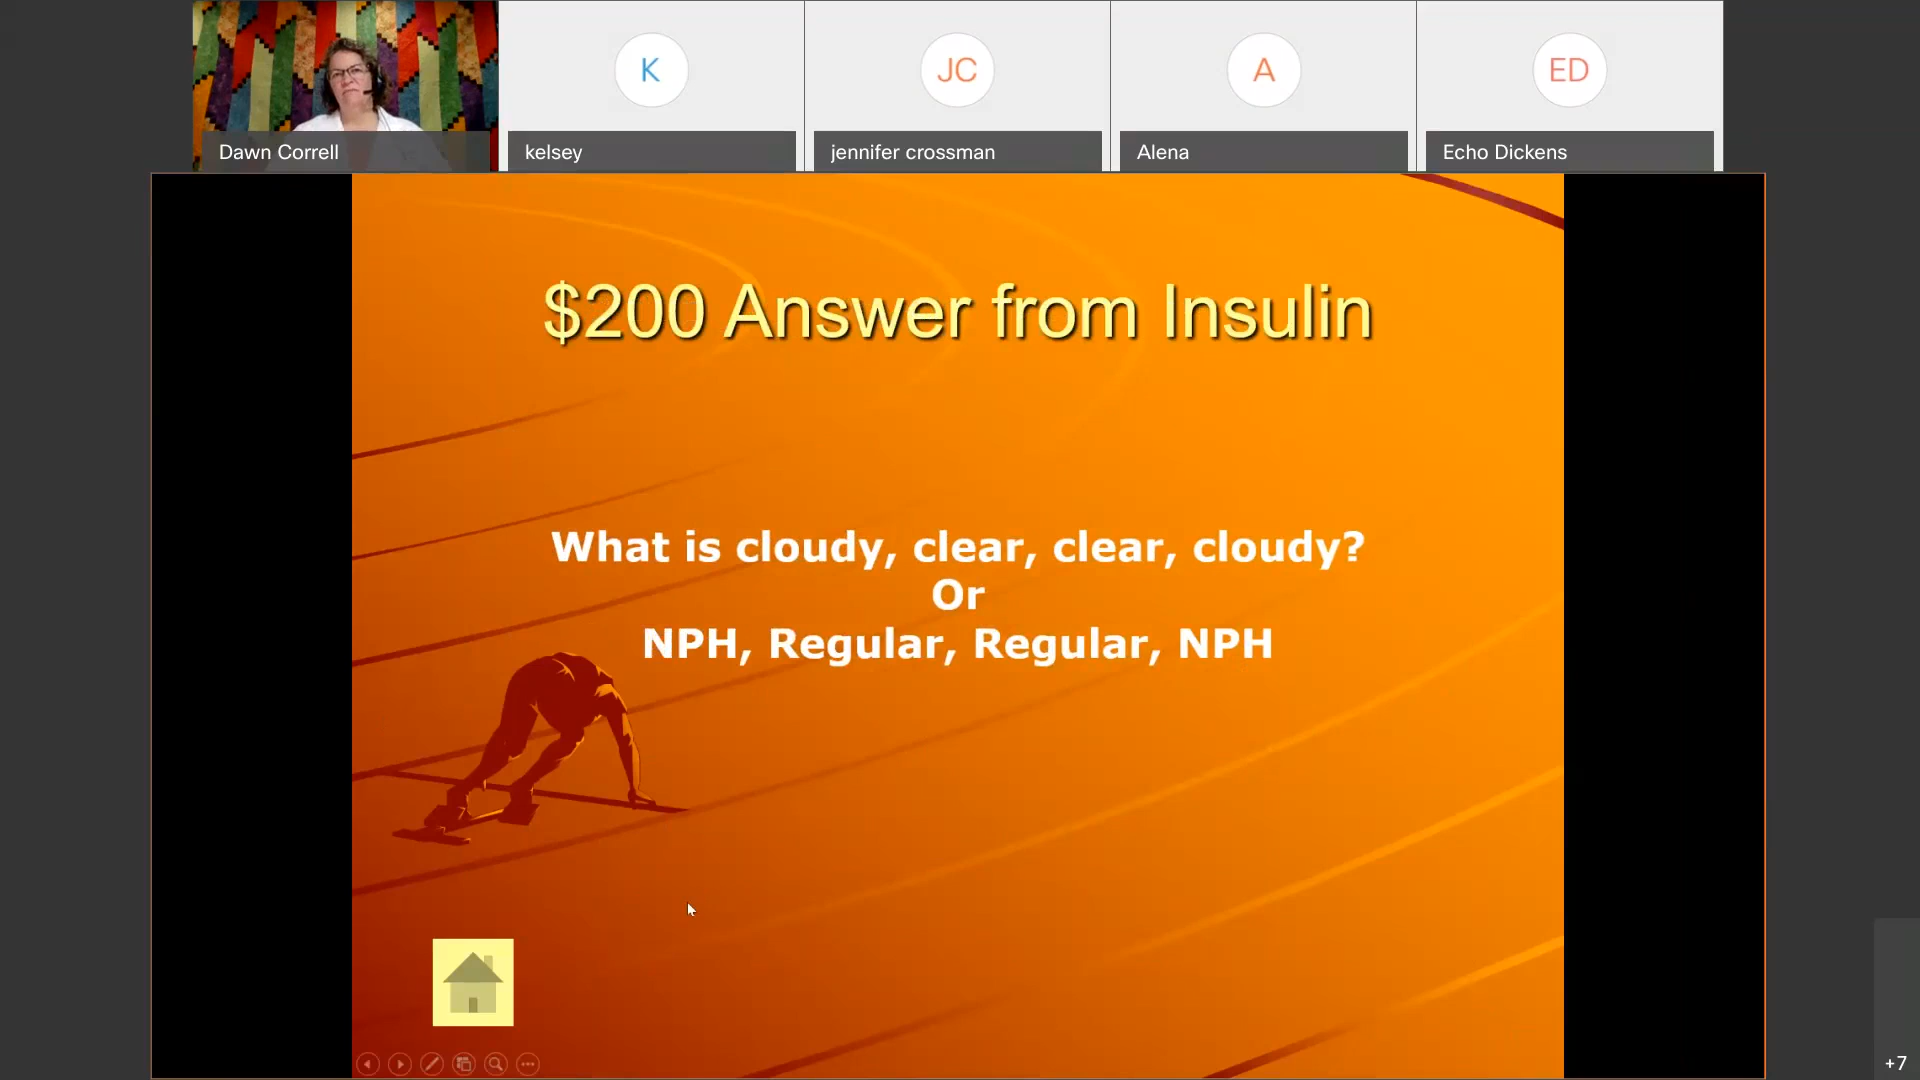 K
JC
A
ED
Dawn Correll
kelsey
jennifer crossman
Alena
Echo Dickens
$200 Answer from Insulin
What is cloudy, clear, clear, cloudy?
Or
NPH, Regular, Regular, NPH
+7